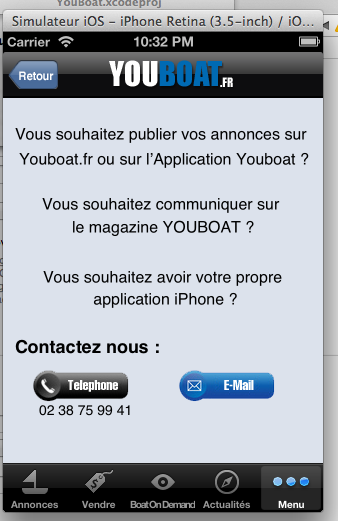 YouBoat.xcodeproj
Simulateur iOS - iPhone Retina (3.5-inch) / iO...
Carrier 10:32 PM
Retour YOUBOAT.FR
Vous souhaitez publier vos annonces sur
Youboat.fr ou sur l'Application Youboat ?
Vous souhaitez communiquer sur
le magazine YOUBOAT ?
Vous souhaitez avoir votre propre
application iPhone ?
Contactez nous :
Telephone E-Mail
02 38 75 99 41
Annonces Vendre BoatOnDemand Actualités Menu